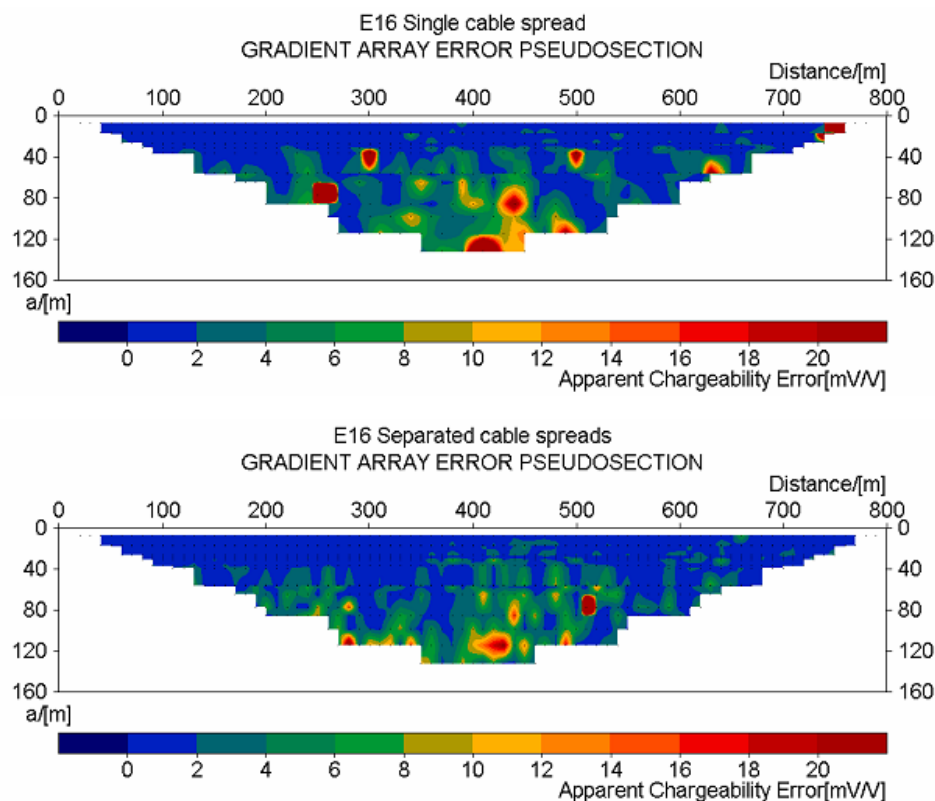 E16 Single cable spread
GRADIENT ARRAY ERROR PSEUDOSECTION
Distance/[m]
0 100 200 300 400 500 600 700 800
0 0
40 40
80 80
120 120
160 160
a/[m]
0 2 4 6 8 10 12 14 16 18 20
Apparent Chargeability Error[mV/V]
E16 Separated cable spreads
GRADIENT ARRAY ERROR PSEUDOSECTION
Distance/[m]
0 100 200 300 400 500 600 700 800
0 0
40 40
80 80
120 120
160 160
a/[m]
0 2 4 6 8 10 12 14 16 18 20
Apparent Chargeability Error[mV/V]